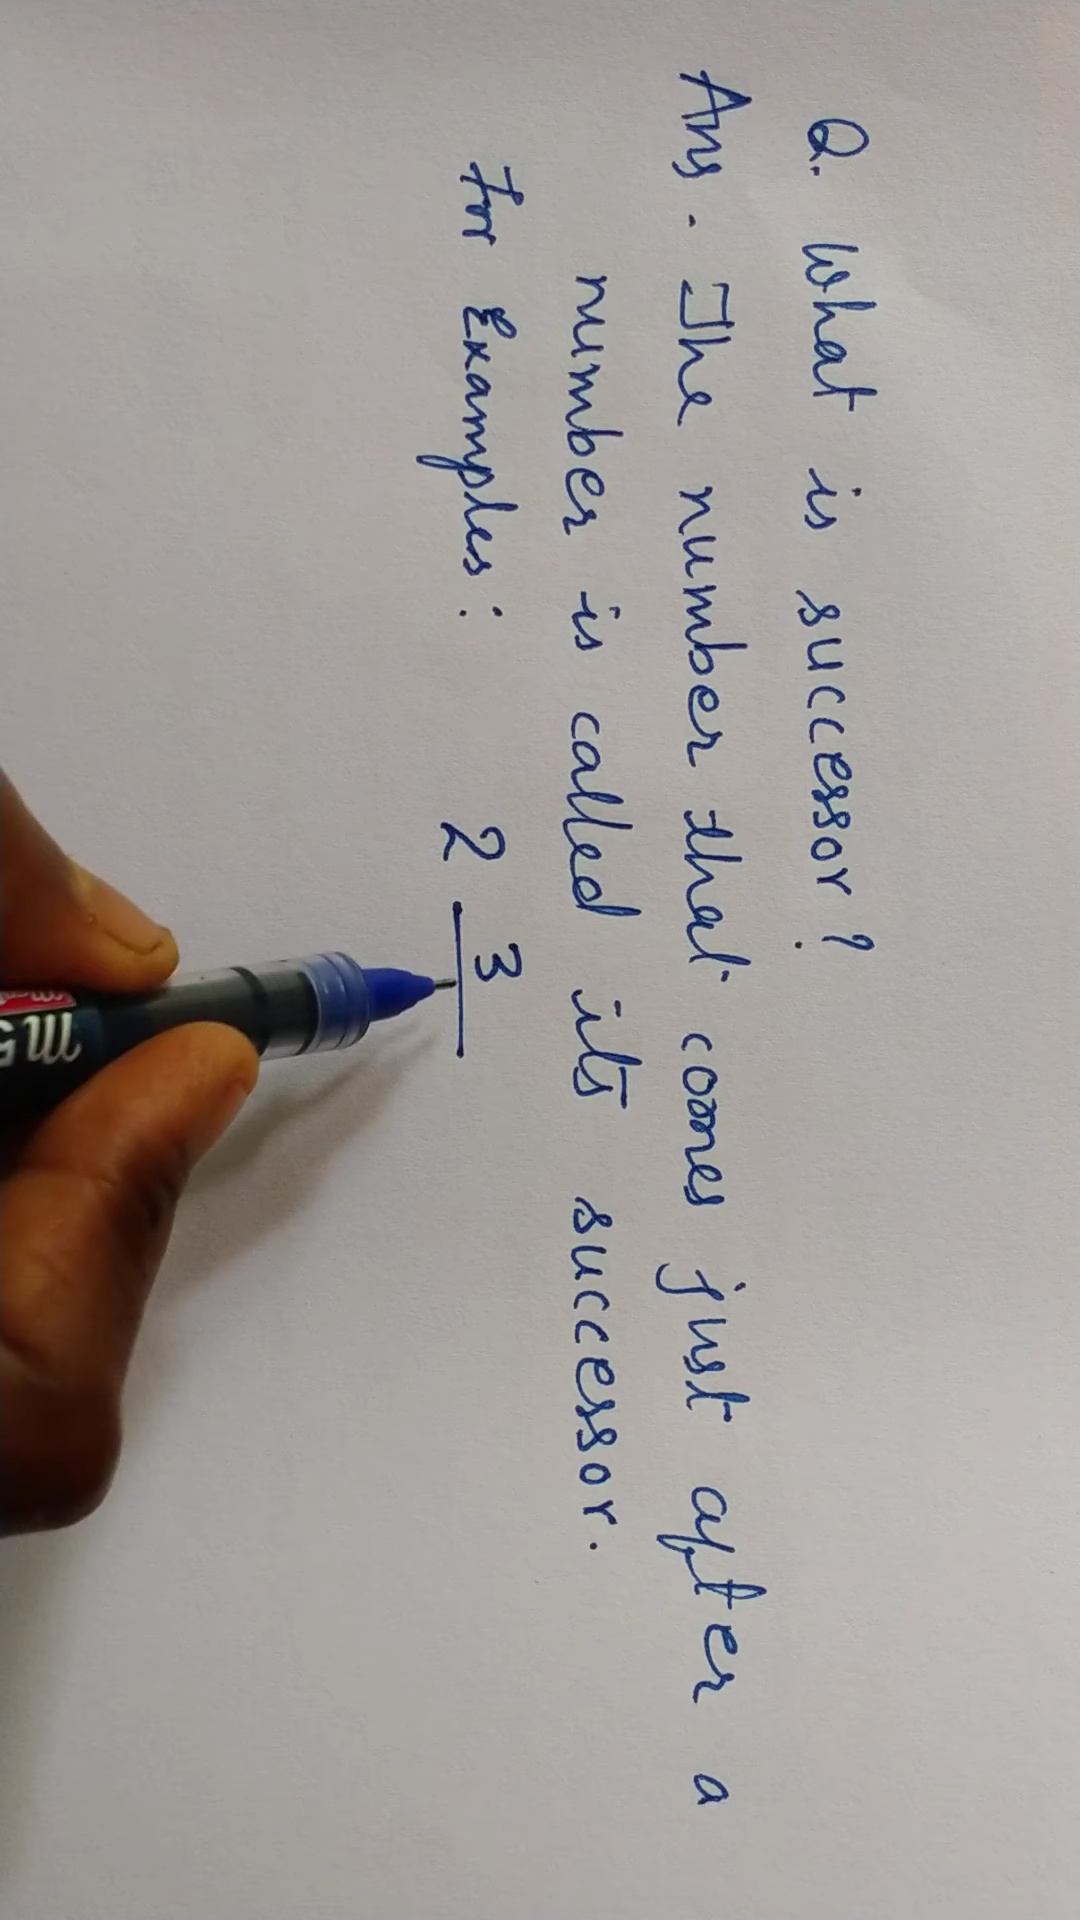 Q. What is successor?
Ans. The number that comes just after a
number is called its successor.
For Examples: 2 3
m5